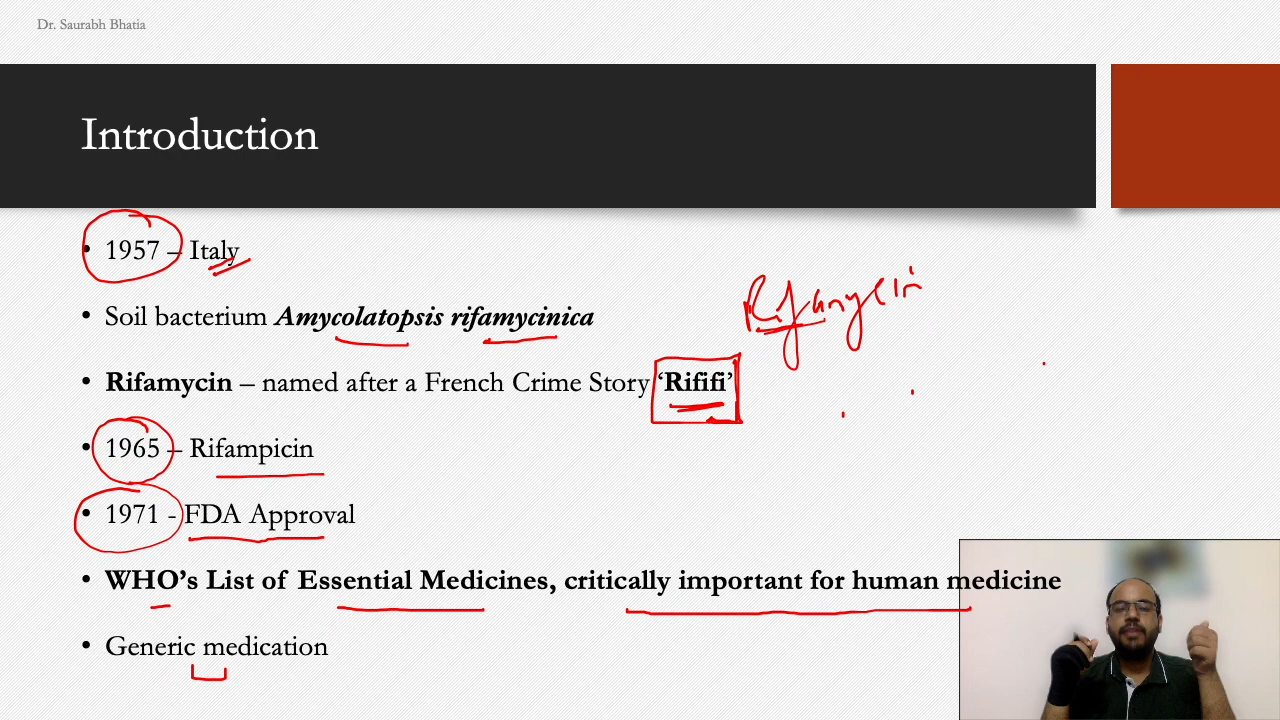 Dr. Saurabh Bhatia
Introduction
• 1957 – Italy
• Soil bacterium Amycolatopsis rifamycinica
Rifamycin
• Rifamycin – named after a French Crime Story ‘Rififi’
• 1965 – Rifampicin
• 1971 - FDA Approval
• WHO’s List of Essential Medicines, critically important for human medicine
• Generic medication